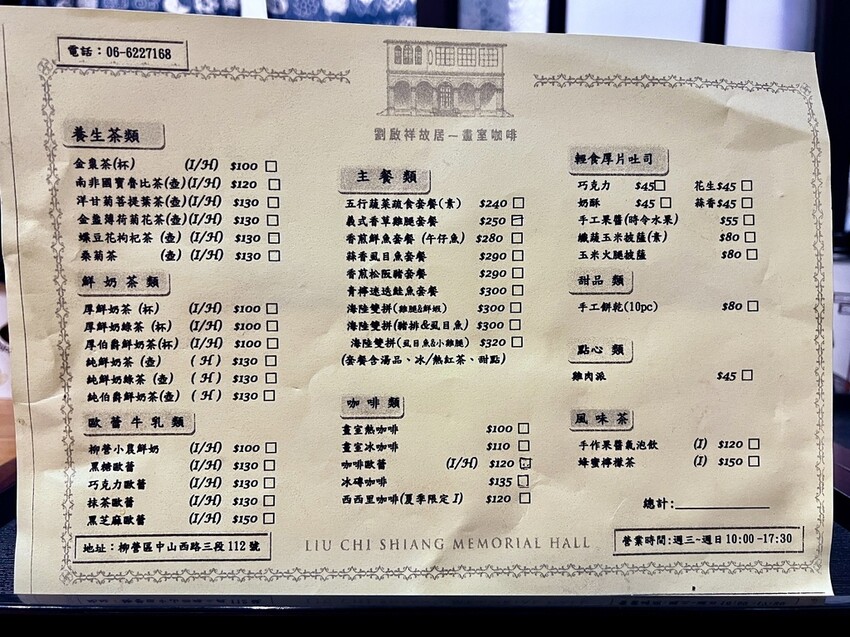 電話：06-6227168
劉啟祥故居－畫室咖啡
養生茶類
金棗茶(杯) (I/H) $100 □
南非國寶魯比茶(壺) (I/H) $120 □
洋甘菊菩提葉茶(壺) (I/H) $130 □
金盞薄荷菊花茶(壺) (I/H) $130 □
蝶豆花枸杞茶 (壺) (I/H) $130 □
桑菊茶 (壺) (I/H) $130 □
鮮奶茶類
厚鮮奶茶 (杯) (I/H) $100 □
厚鮮奶綠茶 (杯) (I/H) $100 □
厚伯爵鮮奶茶(杯) (I/H) $100 □
純鮮奶茶 (壺) ( H ) $130 □
純鮮奶綠茶 (壺) ( H ) $130 □
純伯爵鮮奶茶(壺) ( H ) $130 □
歐蕾牛乳類
柳營小農鮮奶 (I/H) $100 □
黑糖歐蕾 (I/H) $130 □
巧克力歐蕾 (I/H) $130 □
抹茶歐蕾 (I/H) $130 □
黑芝麻歐蕾 (I/H) $150 □
地址：柳營區中山西路三段112號
主餐類
五行蔬菜疏食套餐(素) $240 □
義式香草雞腿套餐 $250 □
香煎鮮魚套餐 (午仔魚) $280 □
蒜香虱目魚套餐 $290 □
香煎松阪豬套餐 $290 □
青檸迷迭鮭魚套餐 $300 □
海陸雙拼(雞腿&鮮蝦) $300 □
海陸雙拼(豬排&虱目魚) $300 □
海陸雙拼(虱目魚&小雞腿) $320 □
(套餐含湯品、冰/熱紅茶、甜點)
咖啡類
畫室熱咖啡 $100 □
畫室冰咖啡 $110 □
咖啡歐蕾 (I/H) $120 □
冰磚咖啡 $135 □
西西里咖啡(夏季限定 I) $120 □
LIU CHI SHIANG MEMORIAL HALL
輕食厚片吐司
巧克力 $45 □ 花生$45 □
奶酥 $45 □ 蒜香$45 □
手工果醬(時令水果) $55 □
纖蔬玉米披薩(素) $80 □
玉米火腿披薩 $80 □
甜品類
手工餅乾(10pc) $80 □
點心類
雞肉派 $45 □
風味茶
手作果醬氣泡飲 (I) $120 □
蜂蜜檸檬茶 (I) $150 □
總計:__________
營業時間:週三~週日10:00-17:30